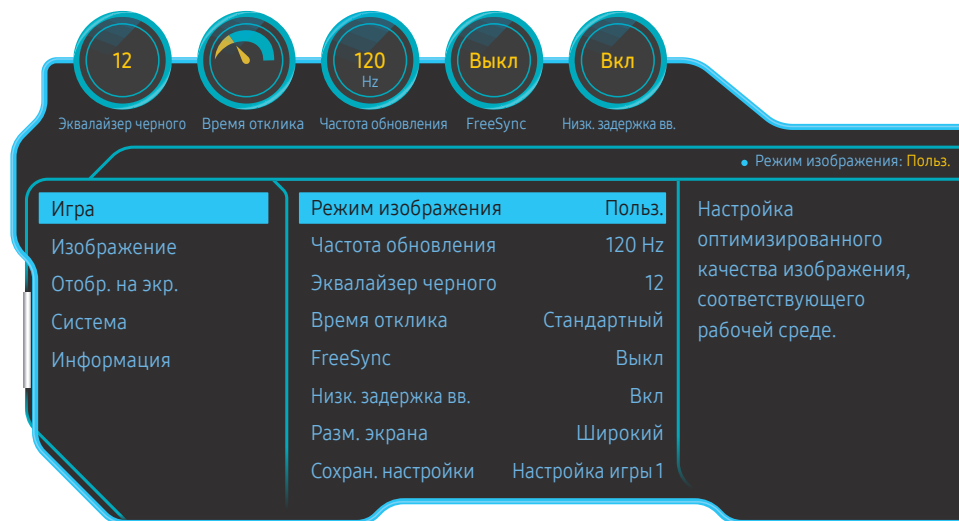 12
120
Hz
Выкл
Вкл
Эквалайзер черного
Время отклика
Частота обновления
FreeSync
Низк. задержка вв.
Режим изображения: Польз.
Игра
Изображение
Отобр. на экр.
Система
Информация
Режим изображения Польз.
Частота обновления 120 Hz
Эквалайзер черного 12
Время отклика Стандартный
FreeSync Выкл
Низк. задержка вв. Вкл
Разм. экрана Широкий
Сохран. настройки Настройка игры 1
Настройка
оптимизированного
качества изображения,
соответствующего
рабочей среде.